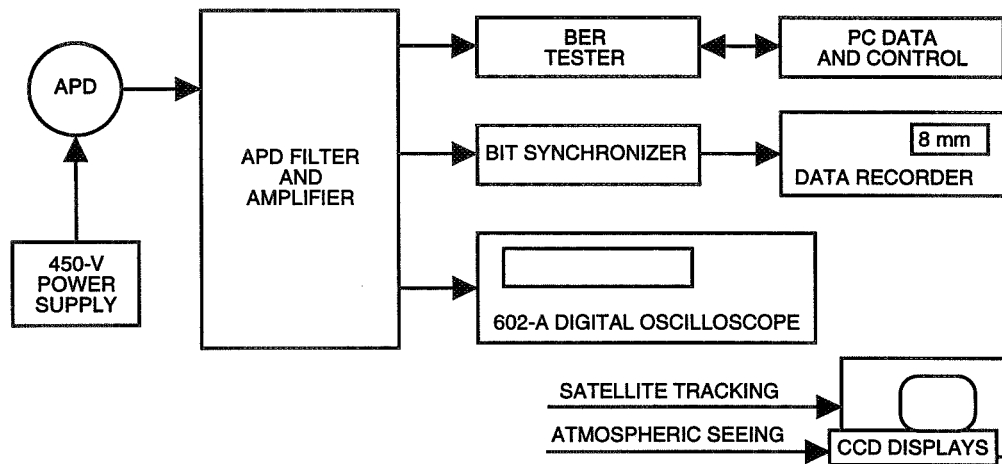 APD
450-V
POWER
SUPPLY
APD FILTER
AND
AMPLIFIER
BER
TESTER
PC DATA
AND CONTROL
BIT SYNCHRONIZER
8 mm
DATA RECORDER
602-A DIGITAL OSCILLOSCOPE
SATELLITE TRACKING
ATMOSPHERIC SEEING
CCD DISPLAYS